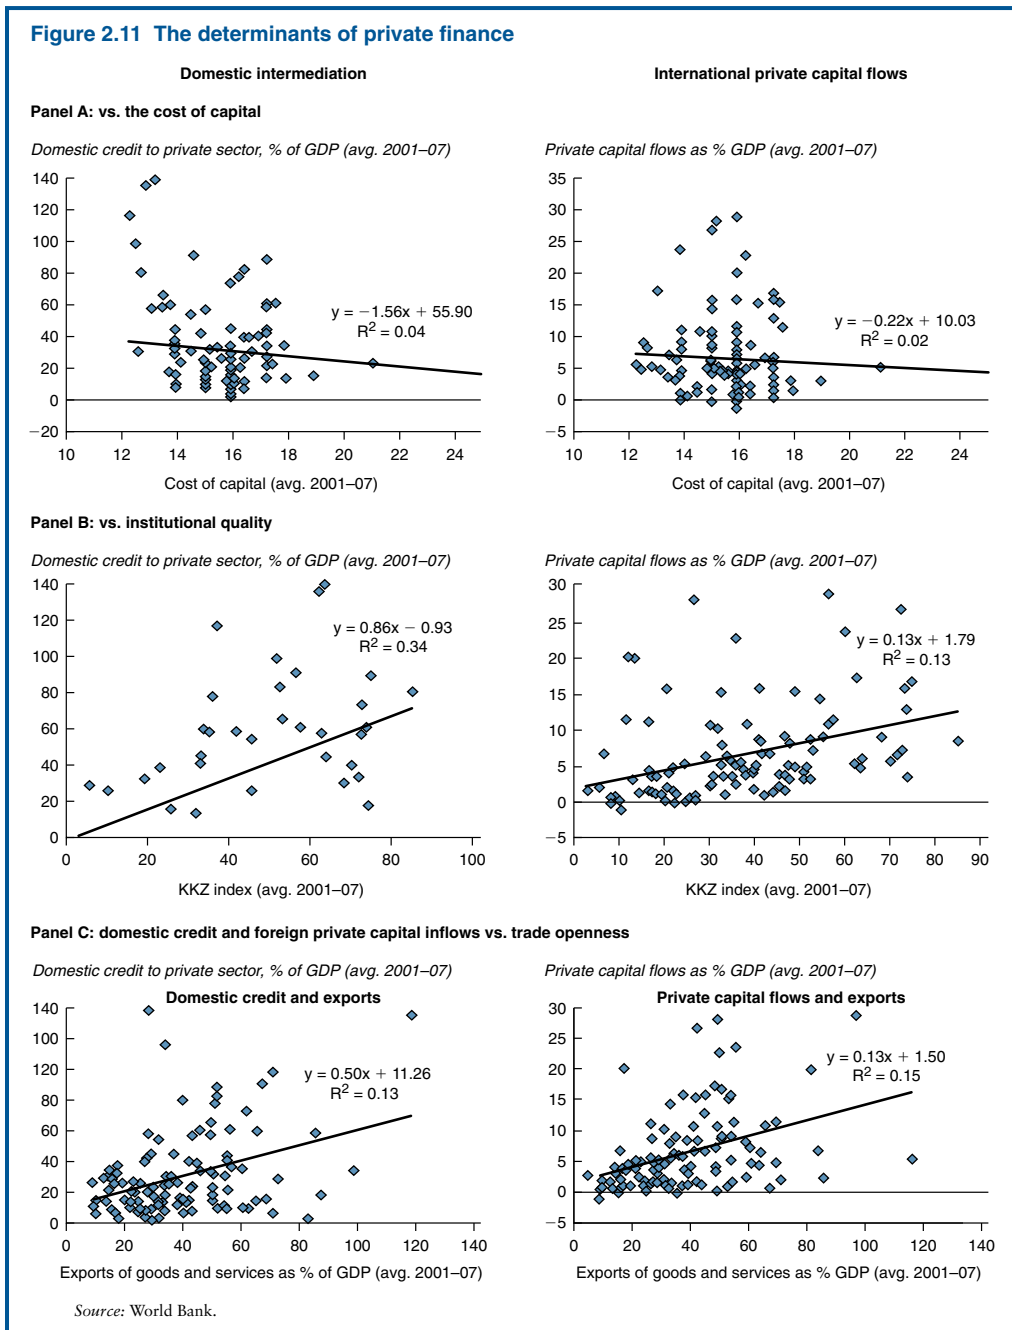 Figure 2.11 The determinants of private finance
Domestic intermediation
International private capital flows
Panel A: vs. the cost of capital
Domestic credit to private sector, % of GDP (avg. 2001–07)
140
120
100
80
60
40
20
0
−20
y = −1.56x + 55.90
R2 = 0.04
10 12 14 16 18 20 22 24
Cost of capital (avg. 2001–07)
Private capital flows as % GDP (avg. 2001–07)
35
30
25
20
15
10
5
0
−5
y = −0.22x + 10.03
R2 = 0.02
10 12 14 16 18 20 22 24
Cost of capital (avg. 2001–07)
Panel B: vs. institutional quality
Domestic credit to private sector, % of GDP (avg. 2001–07)
140
120
100
80
60
40
20
0
y = 0.86x − 0.93
R2 = 0.34
0 20 40 60 80 100
KKZ index (avg. 2001–07)
Private capital flows as % GDP (avg. 2001–07)
30
25
20
15
10
5
0
−5
y = 0.13x + 1.79
R2 = 0.13
0 10 20 30 40 50 60 70 80 90
KKZ index (avg. 2001–07)
Panel C: domestic credit and foreign private capital inflows vs. trade openness
Domestic credit to private sector, % of GDP (avg. 2001–07)
Domestic credit and exports
140
100
120
80
60
40
20
0
y = 0.50x + 11.26
R2 = 0.13
0 20 40 60 80 100 120 140
Exports of goods and services as % of GDP (avg. 2001–07)
Private capital flows as % GDP (avg. 2001–07)
Private capital flows and exports
30
25
20
15
10
5
0
−5
y = 0.13x + 1.50
R2 = 0.15
0 20 40 60 80 100 120 140
Exports of goods and services as % GDP (avg. 2001–07)
Source: World Bank.